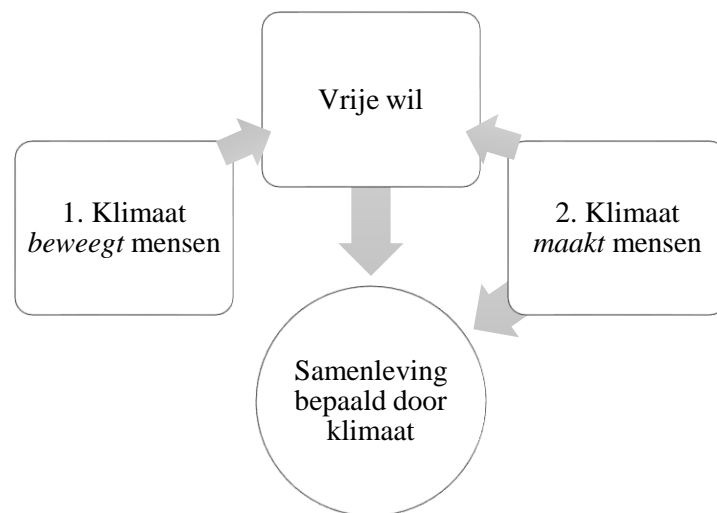 Vrije wil
1. Klimaat
beweegt mensen
2. Klimaat
maakt mensen
Samenleving
bepaald door
klimaat